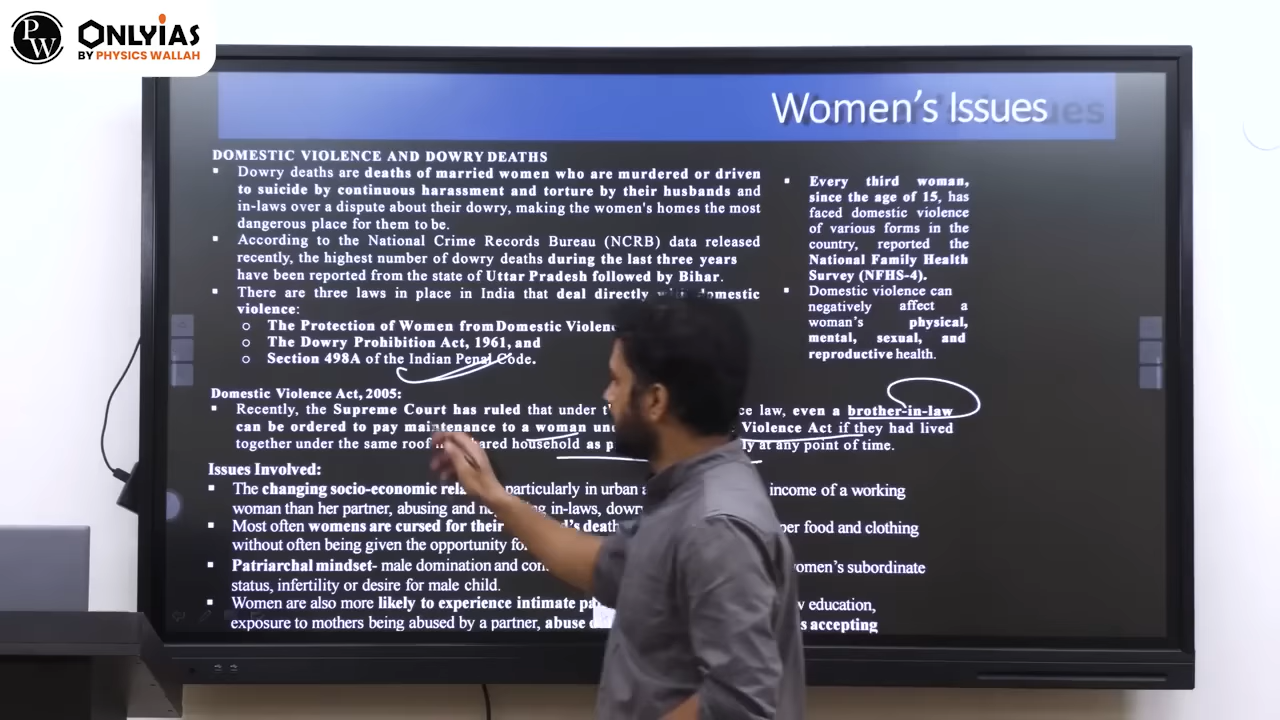 PW
ONLYIAS
BY PHYSICS WALLAH
Women's Issues
DOMESTIC VIOLENCE AND DOWRY DEATHS
Dowry deaths are deaths of married women who are murdered or driven
to suicide by continuous harassment and torture by their husbands and
in-laws over a dispute about their dowry, making the women's homes the most
dangerous place for them to be.
According to the National Crime Records Bureau (NCRB) data released
recently, the highest number of dowry deaths during the last three years
have been reported from the state of Uttar Pradesh followed by Bihar.
There are three laws in place in India that deal directly domestic
violence:
The Protection of Women from Domestic
The Dowry Prohibition Act, 1961, and
Section 498A of the Indian Penal Code.
Every third woman,
since the age of 15, has
faced domestic violence
of various forms in the
country, reported the
National Family Health
Survey (NFHS-4).
Domestic violence can
negatively affect a
woman's physical,
mental, sexual, and
reproductive health.
Domestic Violence Act, 2005:
Recently, the Supreme Court has ruled that under law, even a brother-in-law
can be ordered to pay maintenance to a woman Violence Act if they had lived
together under the same roof household as at any point of time.
Issues Involved:
The changing socio-economic particularly in urban income of a working
woman than her partner, abusing and in-laws,
Most often womens are cursed for their food and clothing
without often being given the opportunity
Patriarchal mindset- male domination and women's subordinate
status, infertility or desire for male child.
Women are also more likely to experience intimate education,
exposure to mothers being abused by a partner, abuse accepting